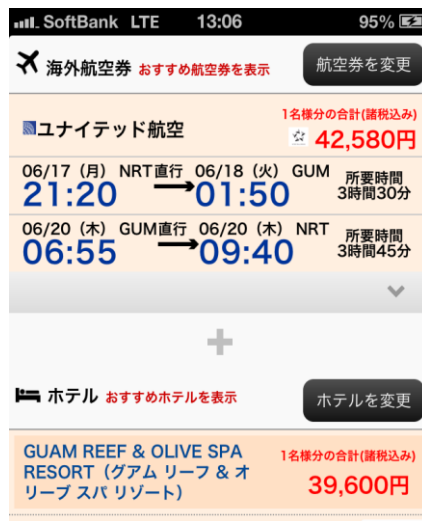 SoftBank LTE 13:06 95%
海外航空券 おすすめ航空券を表示 航空券を変更
1名様分の合計(諸税込み)
ユナイテッド航空 42,580円
06/17（月） NRT直行 06/18（火） GUM 所要時間
21:20 → 01:50 3時間30分
06/20（木） GUM直行 06/20（木） NRT 所要時間
06:55 → 09:40 3時間45分
ホテル おすすめホテルを表示 ホテルを変更
GUAM REEF & OLIVE SPA 1名様分の合計(諸税込み)
RESORT（グアム リーフ & オ
リーブ スパ リゾート） 39,600円